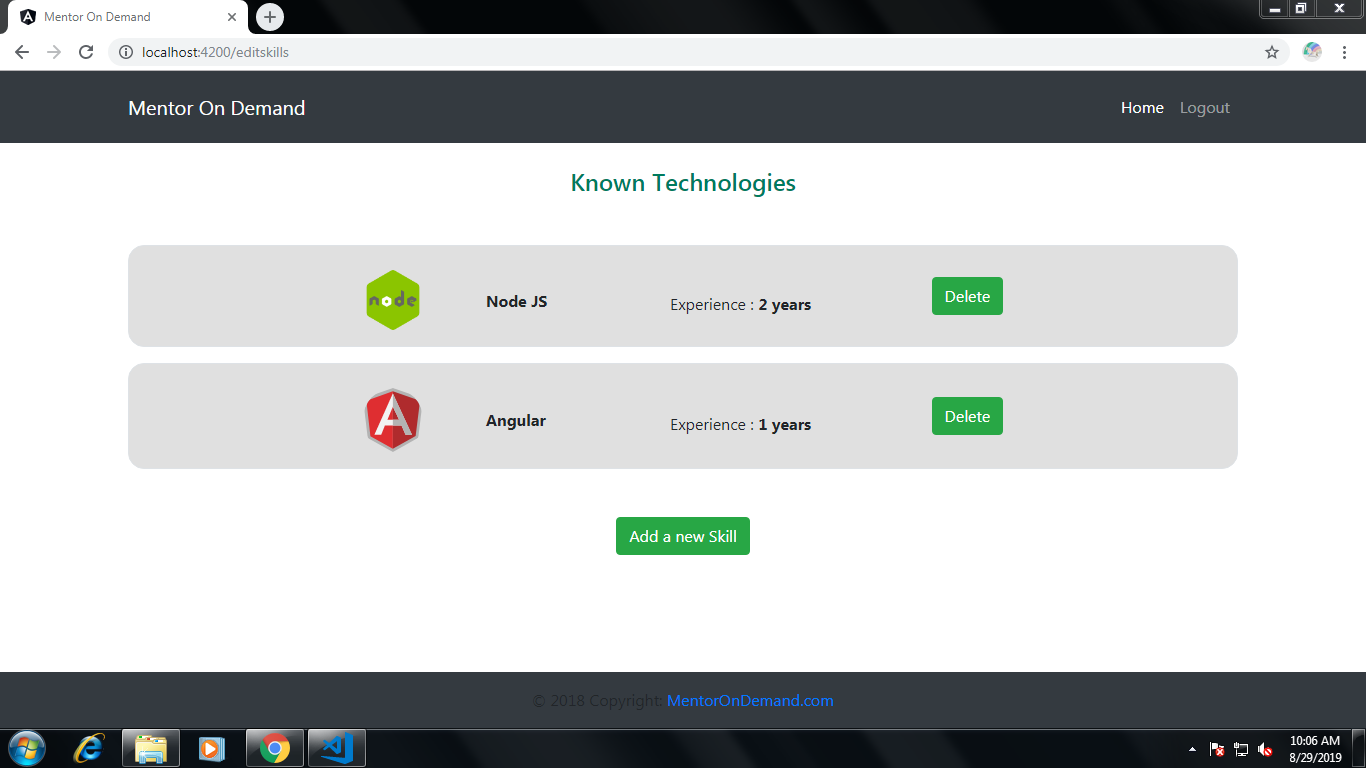 Mentor On Demand
localhost:4200/editskills
Mentor On Demand
Home Logout
Known Technologies
node
Node JS
Experience : 2 years
Delete
A
Angular
Experience : 1 years
Delete
Add a new Skill
© 2018 Copyright: MentorOnDemand.com
10:06 AM
8/29/2019